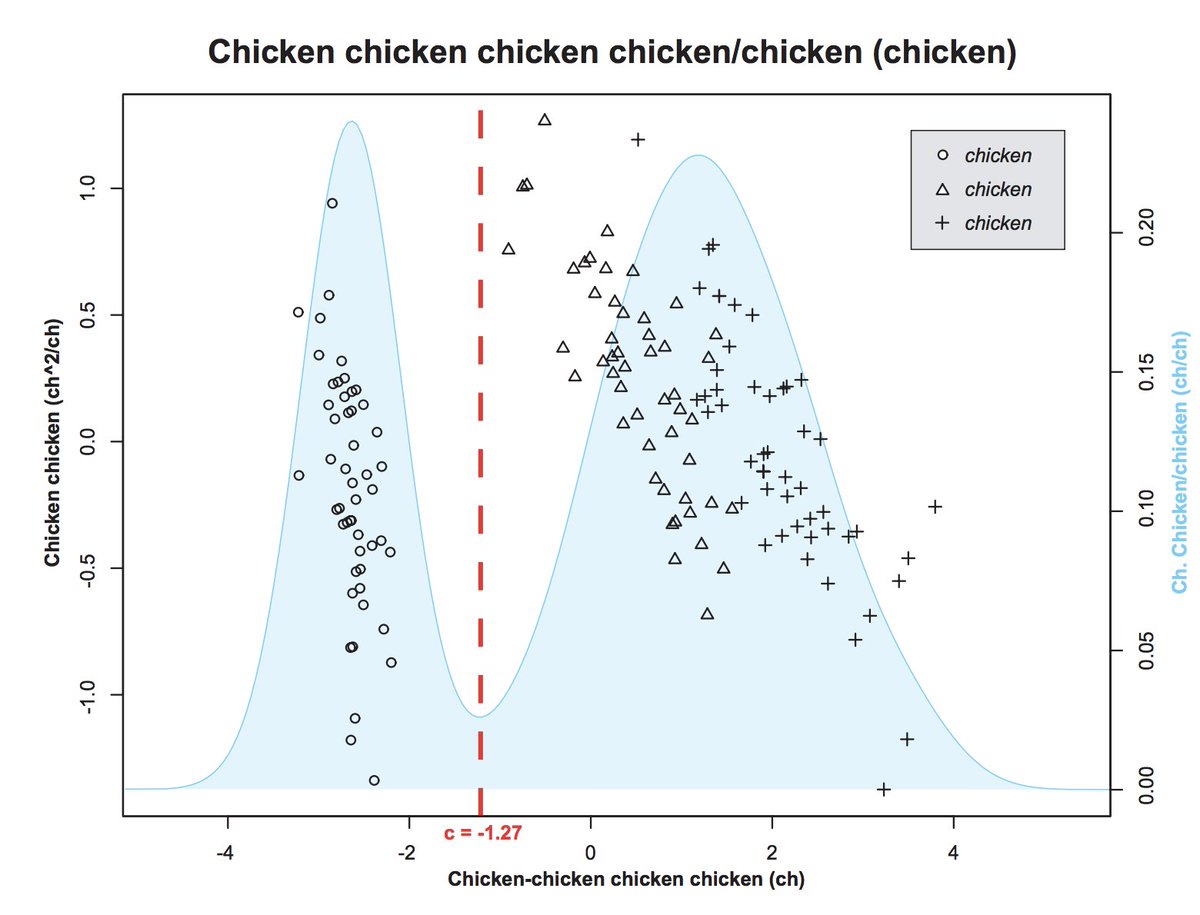 Chicken chicken chicken chicken/chicken (chicken)
chicken
chicken
chicken
Chicken chicken (ch^2/ch)
1.0
0.5
0.0
-0.5
-1.0
Ch. Chicken/chicken (ch/ch)
0.20
0.15
0.10
0.05
0.00
c = -1.27
-4 -2 0 2 4
Chicken-chicken chicken chicken (ch)